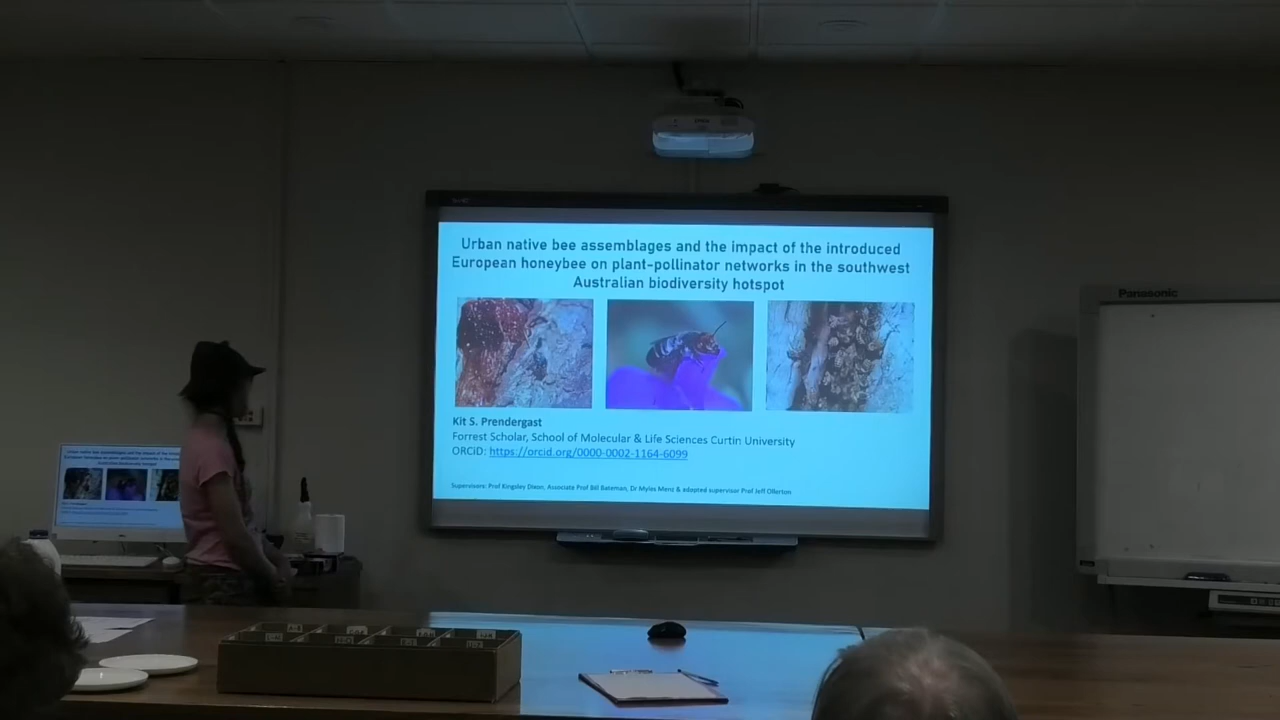 Urban native bee assemblages and the impact of the introduced
European honeybee on plant-pollinator networks in the southwest
Australian biodiversity hotspot
Kit S. Prendergast
Forrest Scholar, School of Molecular & Life Sciences Curtin University
ORCiD: https://orcid.org/0000-0002-1164-6099
Supervisors: Prof Kingsley Dixon, Associate Prof Bill Bateman, Dr Myles Menz & adopted supervisor Prof Jeff Ollerton
Panasonic